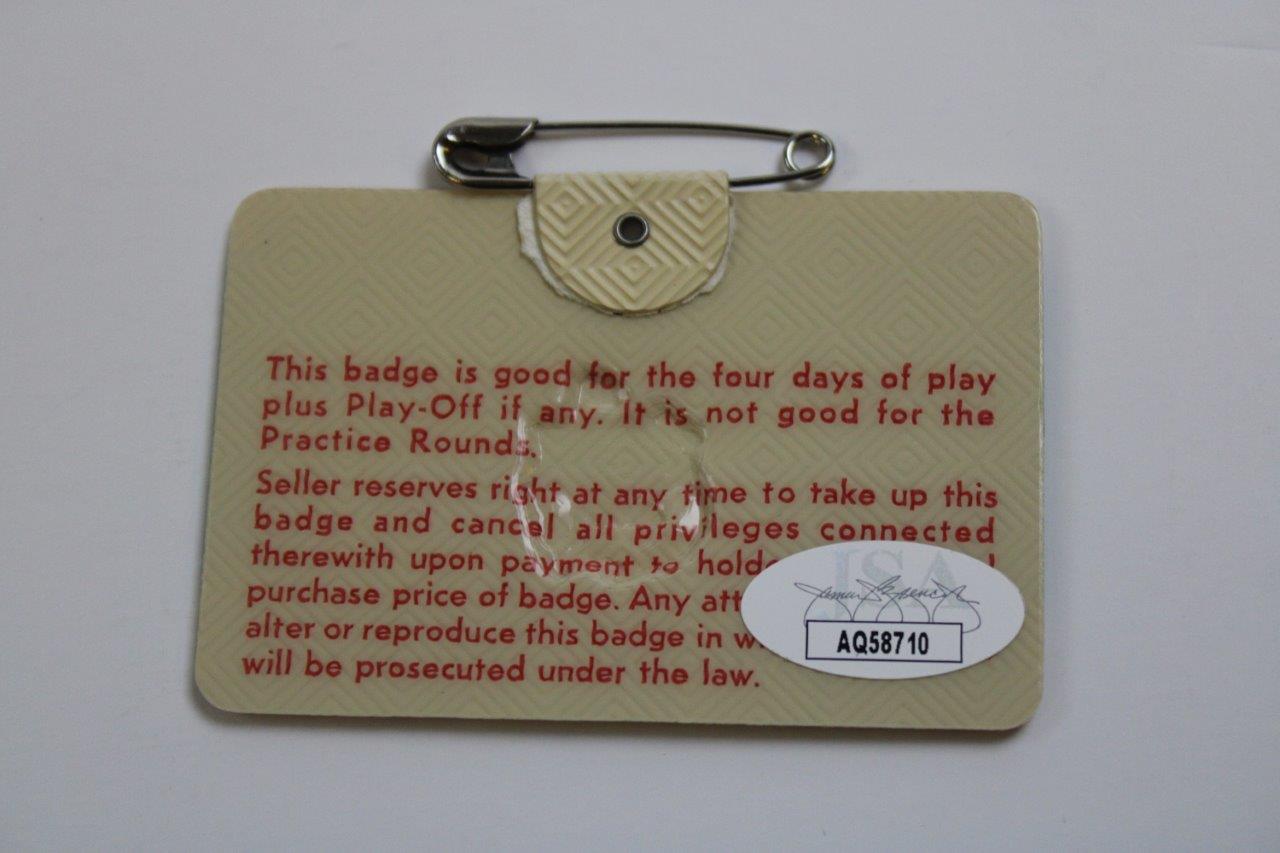 This badge is good for the four days of play
plus Play-Off if any. It is not good for the
Practice Rounds.
Seller reserves right at any time to take up this
badge and cancel all privileges connected
therewith upon payment to
purchase price of badge. Any
alter or reproduce this badge in
will be prosecuted under the law.
JSA
AQ58710